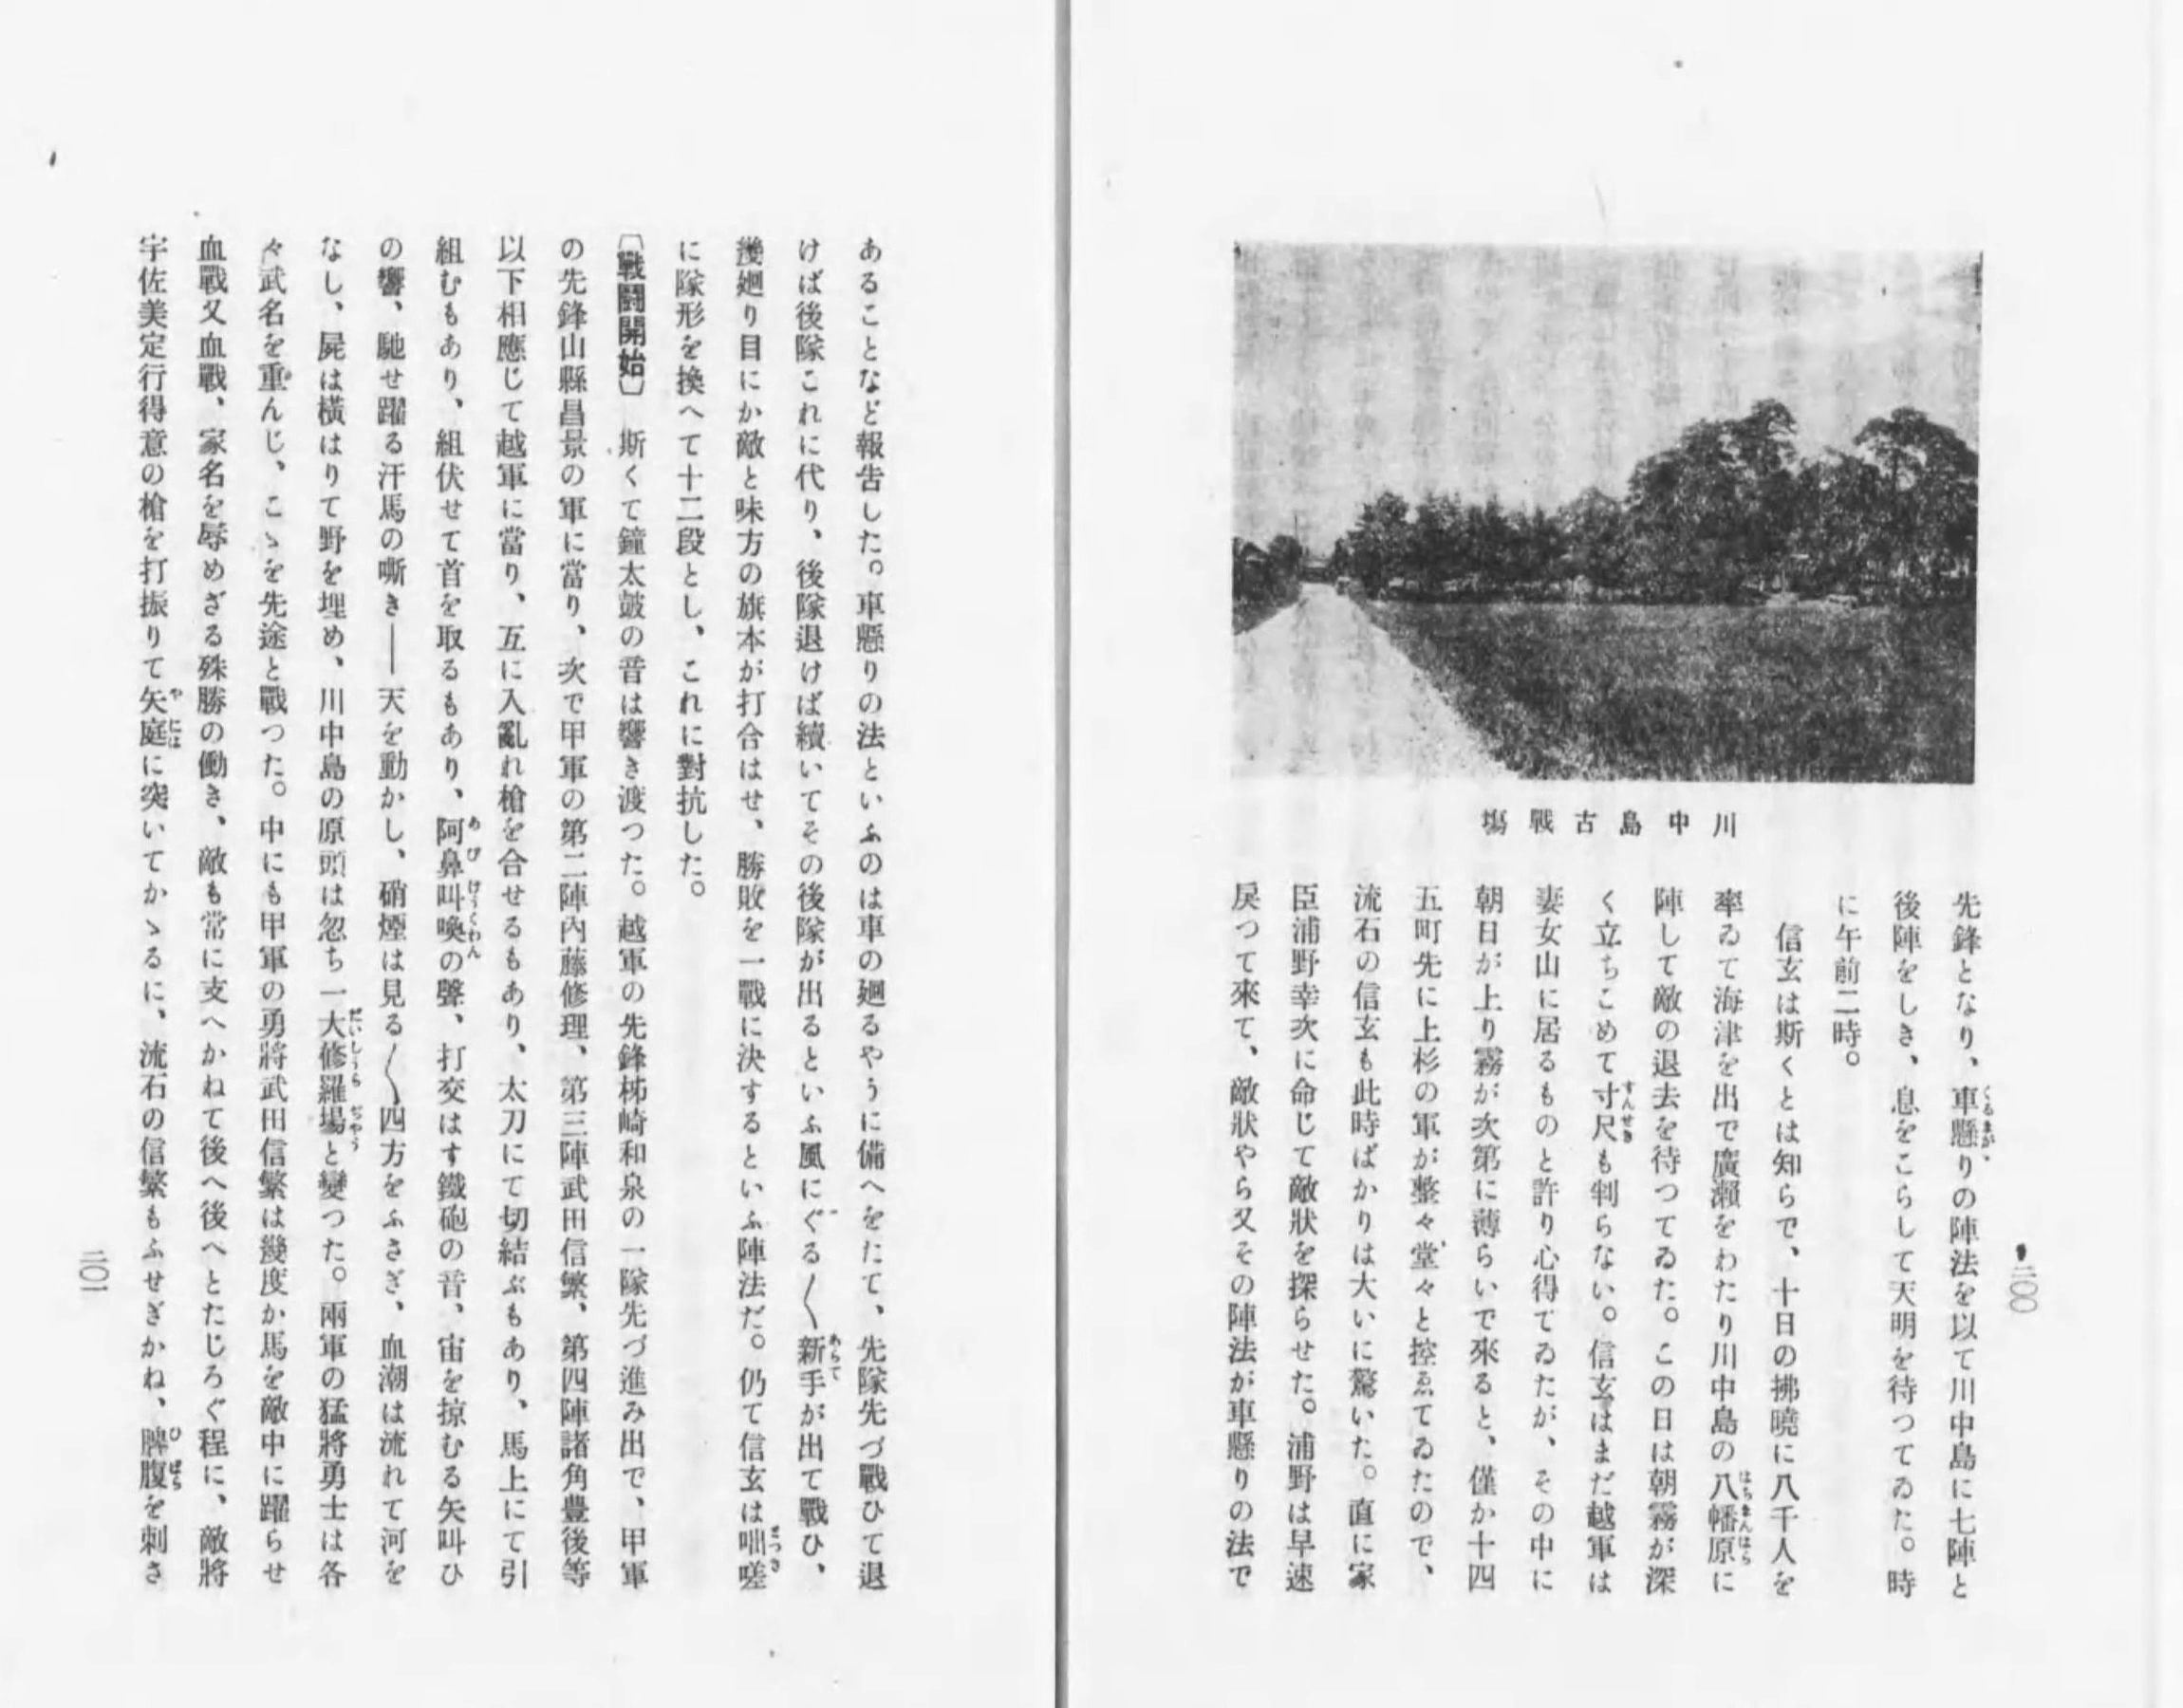 二〇〇
川中島古戰塲
先鋒となり、車懸りの陣法を以て川中島に七陣と
後陣をしき、息をこらして天明を待つてゐた。時
に午前二時。
信玄は斯くとは知らで、十日の拂曉に八千人を
率ゐて海津を出で廣瀨をわたり川中島の八幡原に
陣して敵の退去を待つてゐた。この日は朝霧が深
く立ちこめて寸尺も判らない。信玄はまだ越軍は
妻女山に居るものと許り心得てゐたが、その中に
朝日が上り霧が次第に薄らいで來ると、僅か十四
五町先に上杉の軍が整々堂々と控ゑてゐたので、
流石の信玄も此時ばかりは大いに驚いた。直に家
臣浦野幸次に命じて敵狀を探らせた。浦野は早速
戾つて來て、敵狀やら又その陣法が車懸りの法で
あることなど報告した。車懸りの法といふのは車の廻るやうに備へをたて、先隊先づ戰ひて退
けば後隊これに代り、後隊退けば續いてその後隊が出るといふ風にぐる〱新手が出て戰ひ、
幾廻り目にか敵と味方の旗本が打合はせ、勝敗を一戰に決するといふ陣法だ。仍て信玄は咄嗟
に隊形を換へて十二段とし、これに對抗した。
〔戰鬪開始〕 斯くて鐘太皷の音は響き渡つた。越軍の先鋒柹崎和泉の一隊先づ進み出で、甲軍
の先鋒山縣昌景の軍に當り、次で甲軍の第二陣內藤修理、第三陣武田信繁、第四陣諸角豊後等
以下相應じて越軍に當り、互に入亂れ槍を合せるもあり、太刀にて切結ぶもあり、馬上にて引
組むもあり、組伏せて首を取るもあり、阿鼻叫喚の聲、打交はす鐵砲の音、宙を掠むる矢叫ひ
の響、馳せ躍る汗馬の嘶き――天を動かし、硝煙は見る〱四方をふさぎ、血潮は流れて河を
なし、屍は橫はりて野を埋め、川中島の原頭は忽ち一大修羅場と變つた。兩軍の猛將勇士は各
々武名を重んじ、こゝを先途と戰つた。中にも甲軍の勇將武田信繁は幾度か馬を敵中に躍らせ
血戰又血戰、家名を辱めざる殊勝の働き、敵も常に支へかねて後へ後へとたじろぐ程に、敵將
宇佐美定行得意の槍を打振りて矢庭に突いてかゝるに、流石の信繁もふせぎかね、脾腹を刺さ
二〇一